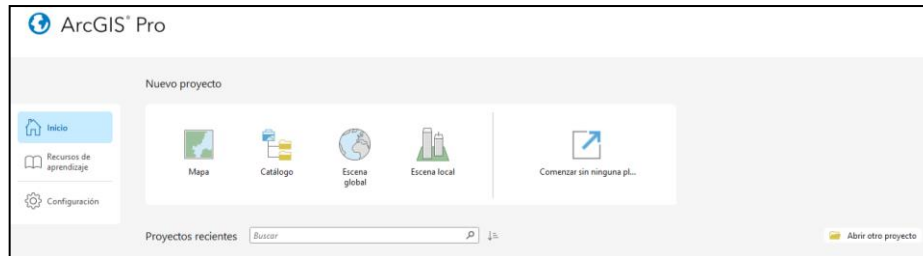 ArcGIS® Pro
Nuevo proyecto
Inicio
Recursos de
aprendizaje
Configuración
Mapa
Catálogo
Escena
global
Escena local
Comenzar sin ninguna pl...
Proyectos recientes
Buscar
Abrir otro proyecto